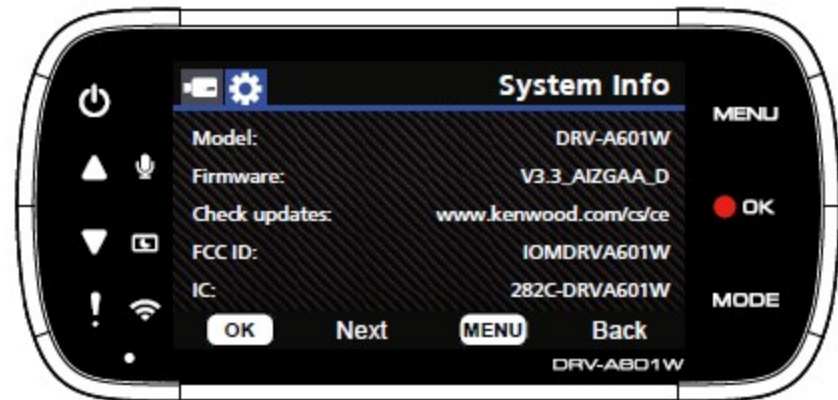 System Info
MENU
Model: DRV-A601W
Firmware: V3.3_AIZGAA_D
Check updates: www.kenwood.com/cs/ce
OK
FCC ID: IOMDRVA601W
IC: 282C-DRVA601W
MODE
OK Next MENU Back
DRV-A601W